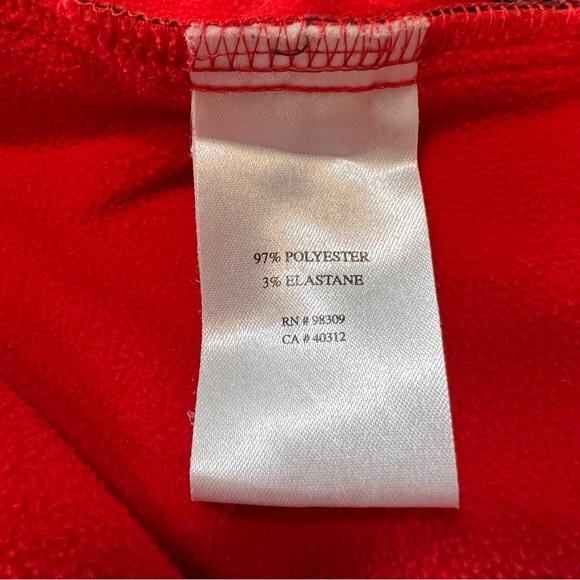 97% POLYESTER
3% ELASTANE
RN # 98309
CA # 40312